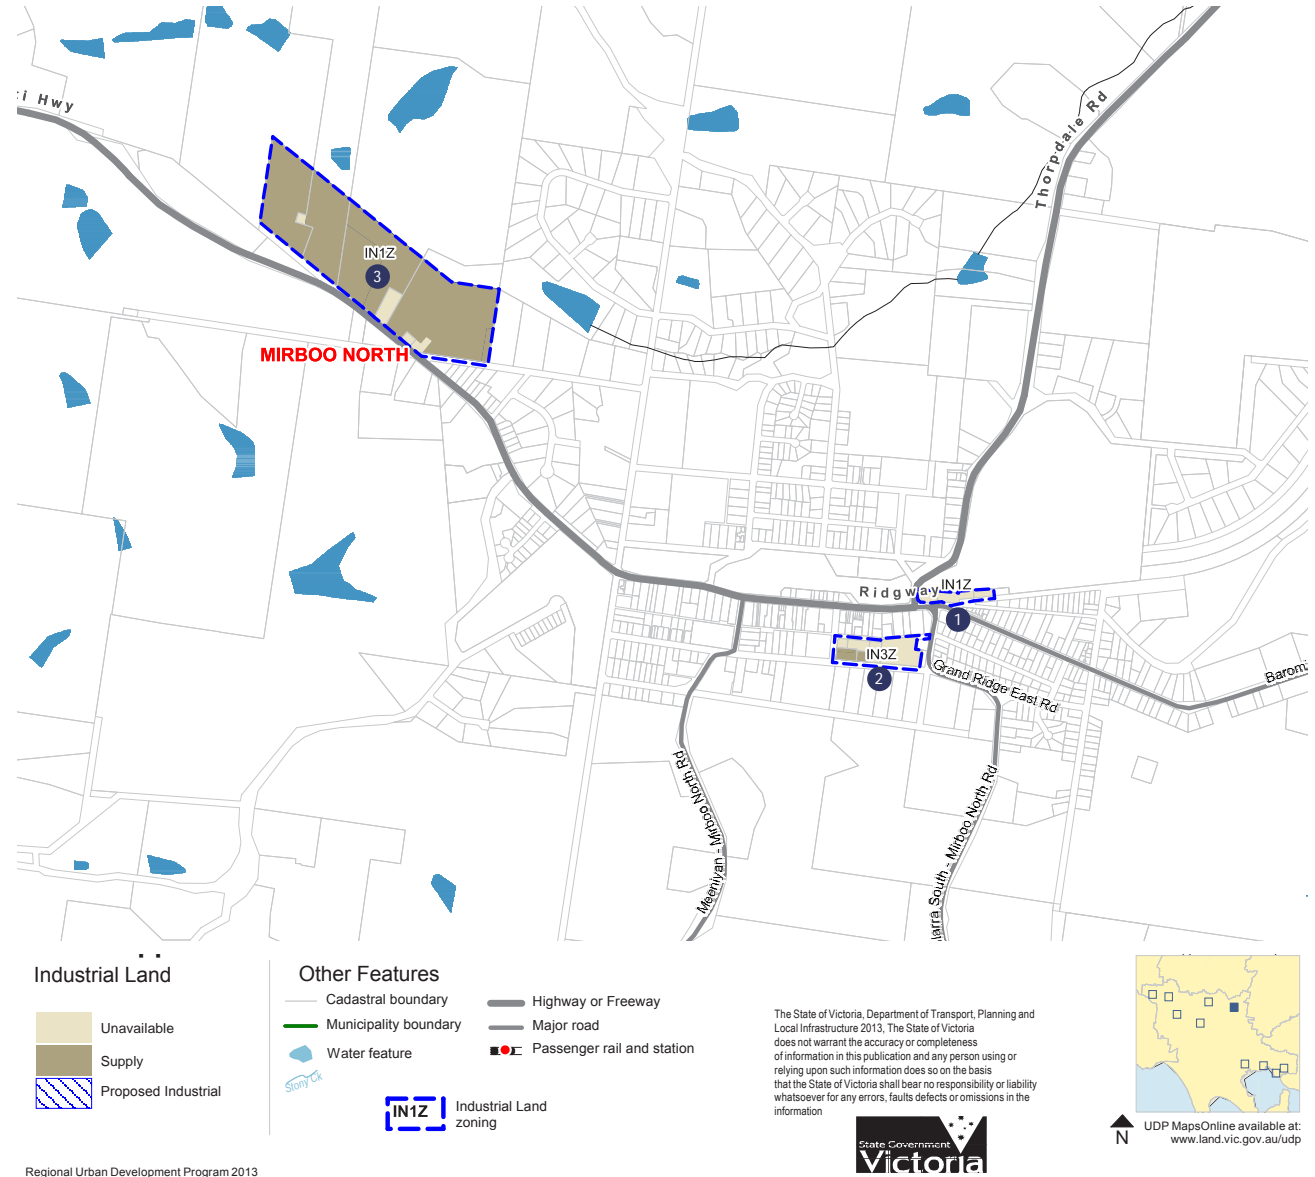 i Hwy
Thorpdale Rd
IN1Z
3
MIRBOO NORTH
Ridgway
IN1Z
1
IN3Z
2
Grand Ridge East Rd
Meeniyan - Mirboo North Rd
larra South - Mirboo North Rd
Industrial Land
Unavailable
Supply
Proposed Industrial
Other Features
Cadastral boundary
Municipality boundary
Water feature
Stony Ck
Highway or Freeway
Major road
Passenger rail and station
IN1Z
Industrial Land
zoning
The State of Victoria, Department of Transport, Planning and
Local Infrastructure 2013, The State of Victoria
does not warrant the accuracy or completeness
of information in this publication and any person using or
relying upon such information does so on the basis
that the State of Victoria shall bear no responsibility or liability
whatsoever for any errors, faults defects or omissions in the
information
State Government
Victoria
N
UDP MapsOnline available at:
www.land.vic.gov.au/udp
Regional Urban Development Program 2013